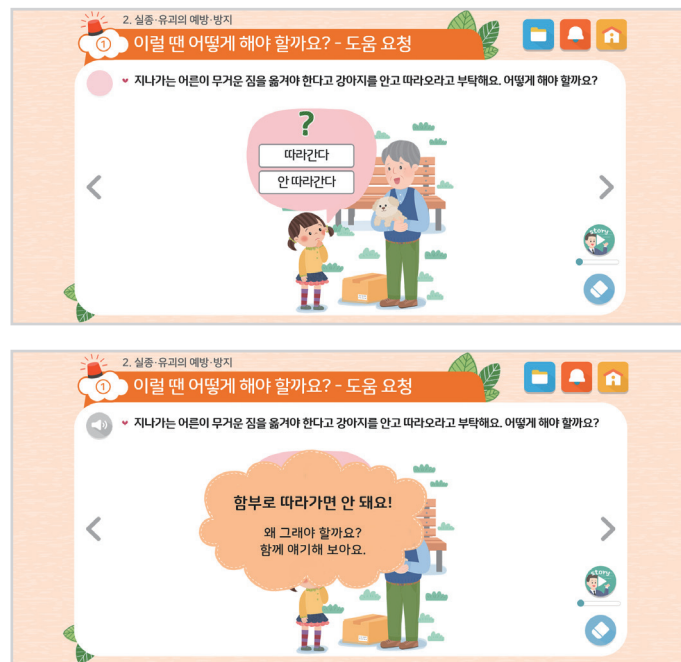 2. 실종·유괴의 예방·방지
① 이럴 땐 어떻게 해야 할까요? - 도움 요청
지나가는 어른이 무거운 짐을 옮겨야 한다고 강아지를 안고 따라오라고 부탁해요. 어떻게 해야 할까요?
?
따라간다
안 따라간다
story
2. 실종·유괴의 예방·방지
① 이럴 땐 어떻게 해야 할까요? - 도움 요청
지나가는 어른이 무거운 짐을 옮겨야 한다고 강아지를 안고 따라오라고 부탁해요. 어떻게 해야 할까요?
함부로 따라가면 안 돼요!
왜 그래야 할까요?
함께 얘기해 보아요.
story